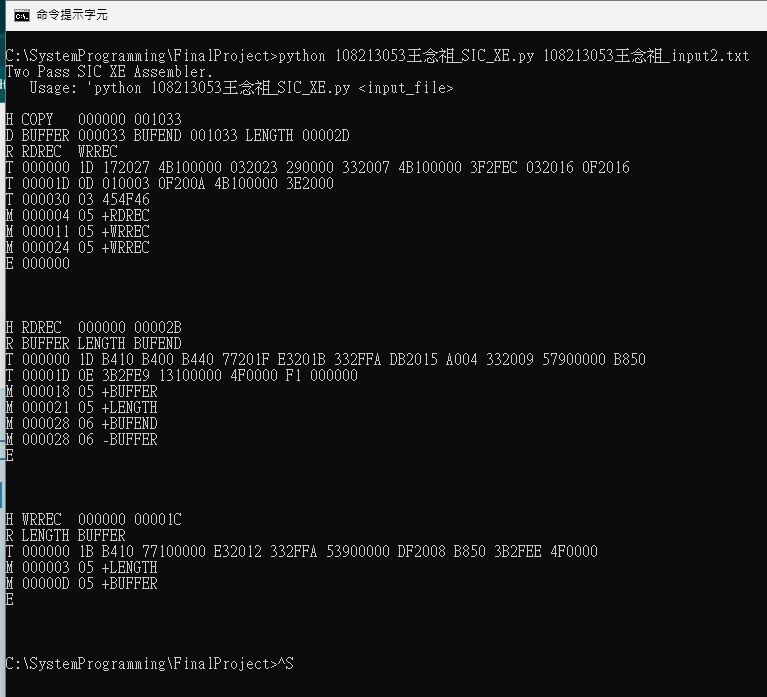 命令提示字元
C:\SystemProgramming\FinalProject>python 108213053王念祖_SIC_XE.py 108213053王念祖_input2.txt
Two Pass SIC XE Assembler.
Usage: 'python 108213053王念祖_SIC_XE.py <input_file>
H COPY 000000 001033
D BUFFER 000033 BUFEND 001033 LENGTH 00002D
R RDREC WRREC
T 000000 1D 172027 4B100000 032023 290000 332007 4B100000 3F2FEC 032016 0F2016
T 00001D 0D 010003 0F200A 4B100000 3E2000
T 000030 03 454F46
M 000004 05 +RDREC
M 000011 05 +WRREC
M 000024 05 +WRREC
E 000000
H RDREC 000000 00002B
R BUFFER LENGTH BUFEND
T 000000 1D B410 B400 B440 77201F E3201B 332FFA DB2015 A004 332009 57900000 B850
T 00001D 0E 3B2FE9 13100000 4F0000 F1 000000
M 000018 05 +BUFFER
M 000021 05 +LENGTH
M 000028 06 +BUFEND
M 000028 06 -BUFFER
E
H WRREC 000000 00001C
R LENGTH BUFFER
T 000000 1B B410 77100000 E32012 332FFA 53900000 DF2008 B850 3B2FEE 4F0000
M 000003 05 +LENGTH
M 00000D 05 +BUFFER
E
C:\SystemProgramming\FinalProject>^S